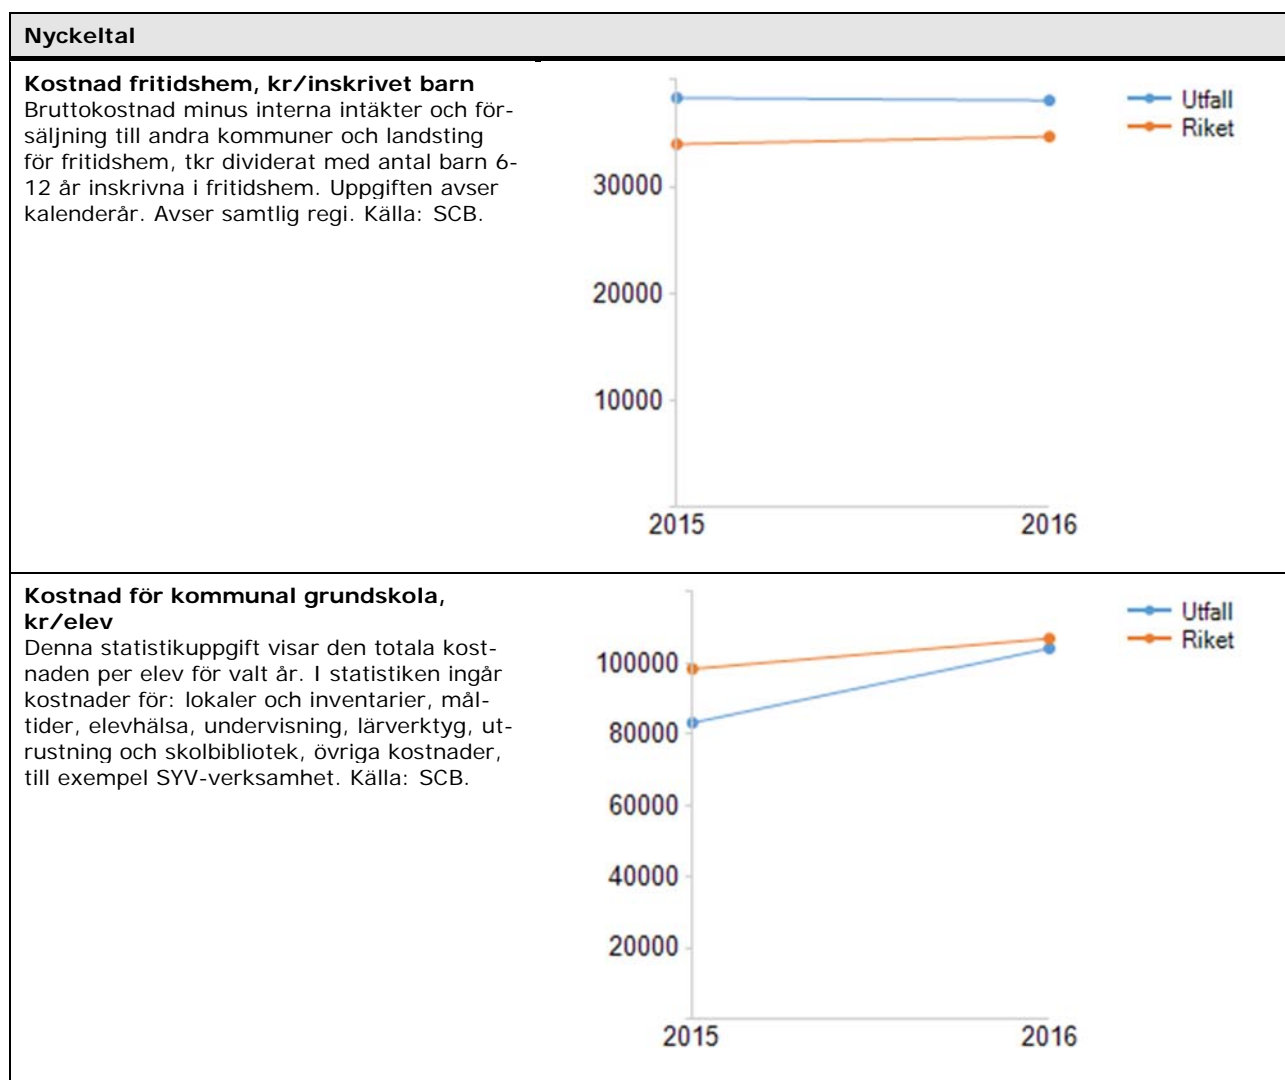 Nyckeltal
Kostnad fritidshem, kr/inskrivet barn
Bruttokostnad minus interna intäkter och för-
säljning till andra kommuner och landsting
för fritidshem, tkr dividerat med antal barn 6-
12 år inskrivna i fritidshem. Uppgiften avser
kalenderår. Avser samtlig regi. Källa: SCB.
Utfall
Riket
30000
20000
10000
2015 2016
Kostnad för kommunal grundskola,
kr/elev
Denna statistikuppgift visar den totala kost-
naden per elev för valt år. I statistiken ingår
kostnader för: lokaler och inventarier, mål-
tider, elevhälsa, undervisning, lärverktyg, ut-
rustning och skolbibliotek, övriga kostnader,
till exempel SYV-verksamhet. Källa: SCB.
Utfall
Riket
100000
80000
60000
40000
20000
2015 2016